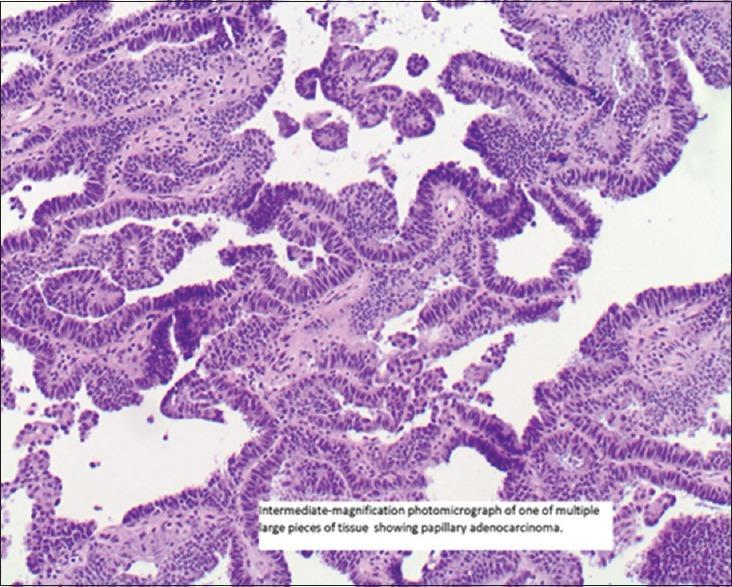 Intermediate-magnification photomicrograph of one of multiple
large pieces of tissue  showing papillary adenocarcinoma.